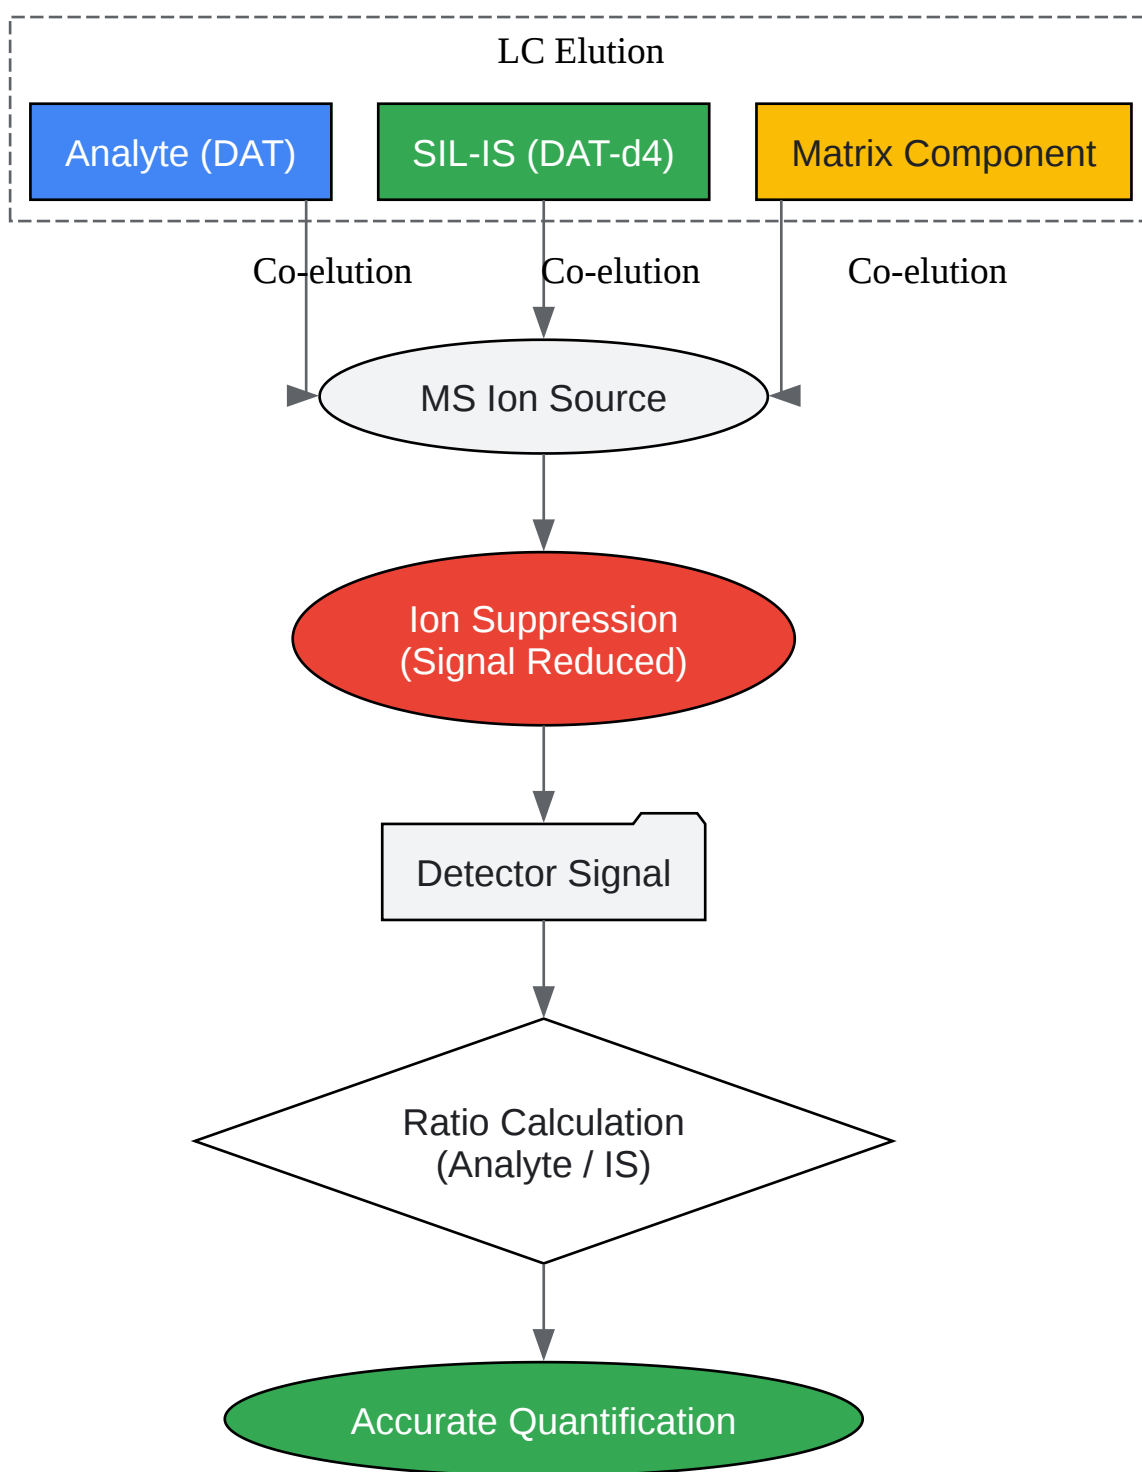 LC Elution
Analyte (DAT)
SIL-IS (DAT-d4)
Matrix Component
Co-elution
Co-elution
Co-elution
MS Ion Source
Ion Suppression
(Signal Reduced)
Detector Signal
Ratio Calculation
(Analyte / IS)
Accurate Quantification